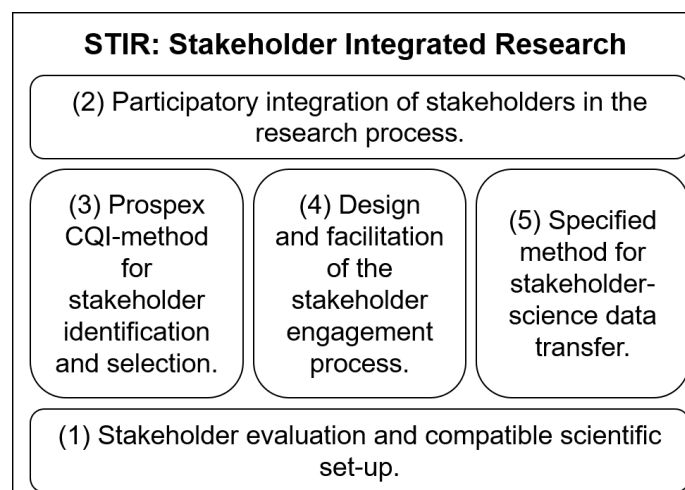 STIR: Stakeholder Integrated Research
(2) Participatory integration of stakeholders in the
research process.
(3) Prospex
CQI-method
for
stakeholder
identification
and selection.
(4) Design
and facilitation
of the
stakeholder
engagement
process.
(5) Specified
method for
stakeholder-
science data
transfer.
(1) Stakeholder evaluation and compatible scientific
set-up.